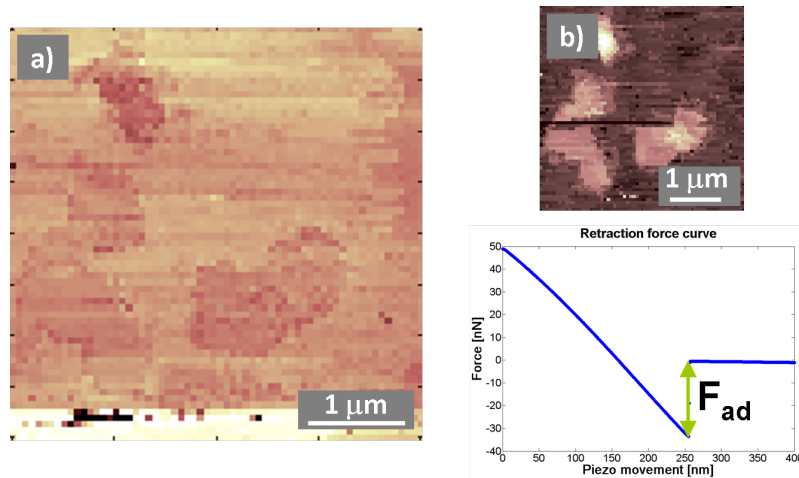 a)
1 μm
b)
1 μm
Retraction force curve
Force [nN]
50
40
30
20
10
0
-10
-20
-30
-40
F_ad
0
50
100
150
200
250
300
350
400
Piezo movement [nm]